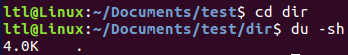 ltl@Linux:~/Documents/test$ cd dir
ltl@Linux:~/Documents/test/dir$ du -sh
4.0K    .